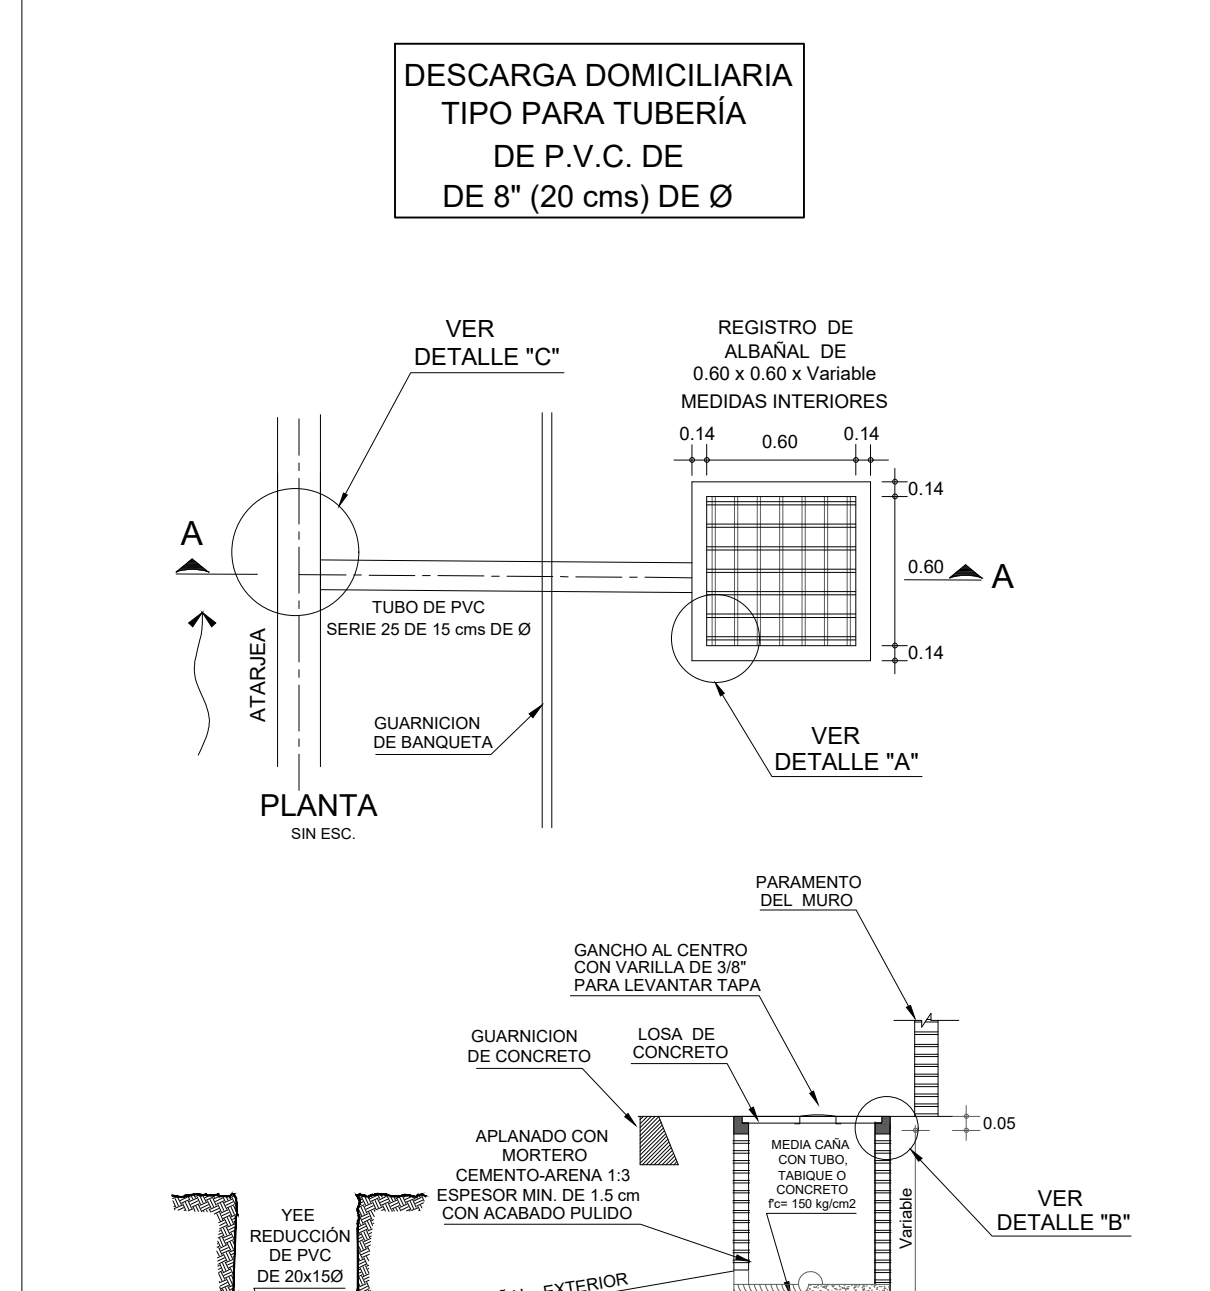 DESCARGA DOMICILIARIA
TIPO PARA TUBERÍA
DE P.V.C. DE
DE 8" (20 cms) DE Ø
VER
DETALLE "C"
REGISTRO DE
ALBAÑAL DE
0.60 x 0.60 x Variable
MEDIDAS INTERIORES
0.14
0.60
0.14
0.14
0.60
0.14
A
A
TUBO DE PVC
SERIE 25 DE 15 cms DE Ø
ATARJEA
GUARNICION
DE BANQUETA
VER
DETALLE "A"
PLANTA
SIN ESC.
PARAMENTO
DEL MURO
GANCHO AL CENTRO
CON VARILLA DE 3/8"
PARA LEVANTAR TAPA
GUARNICION
DE CONCRETO
LOSA DE
CONCRETO
0.05
APLANADO CON
MORTERO
CEMENTO-ARENA 1:3
ESPESOR MIN. DE 1.5 cm
CON ACABADO PULIDO
MEDIA CAÑA
CON TUBO,
TABIQUE O
CONCRETO
f'c= 150 kg/cm2
Variable
VER
DETALLE "B"
YEE
REDUCCIÓN
DE PVC
DE 20x15Ø
EXTERIOR